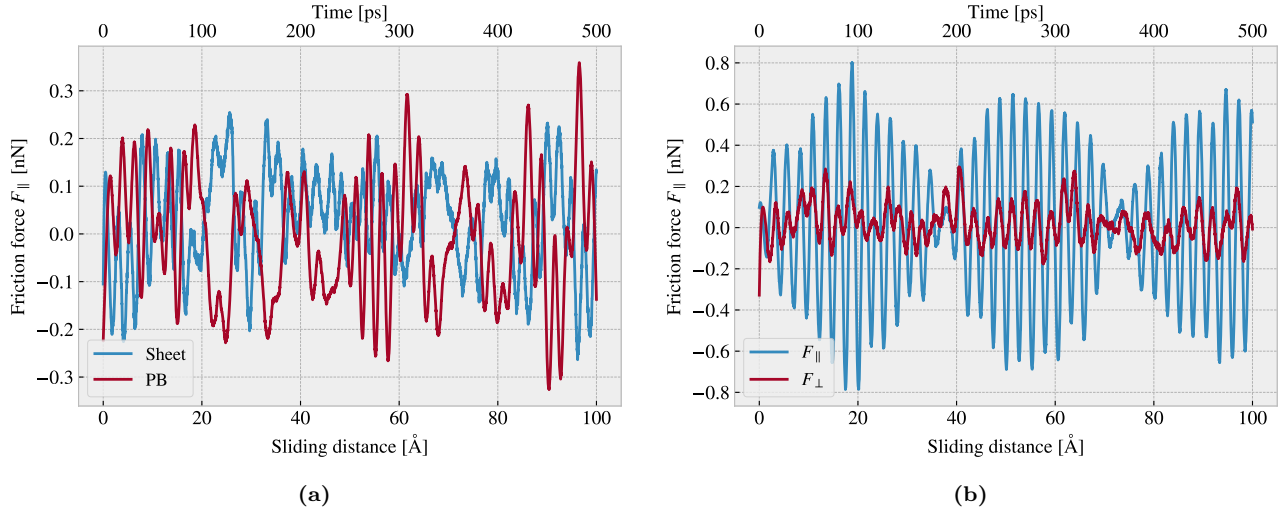 Time [ps]
0 100 200 300 400 500
Friction force F∥ [nN]
0.3
0.2
0.1
0.0
−0.1
−0.2
−0.3
Sheet
PB
0 20 40 60 80 100
Sliding distance [Å]
(a)
Time [ps]
0 100 200 300 400 500
Friction force F∥ [nN]
0.8
0.6
0.4
0.2
0.0
−0.2
−0.4
−0.6
−0.8
F∥
F⊥
0 20 40 60 80 100
Sliding distance [Å]
(b)